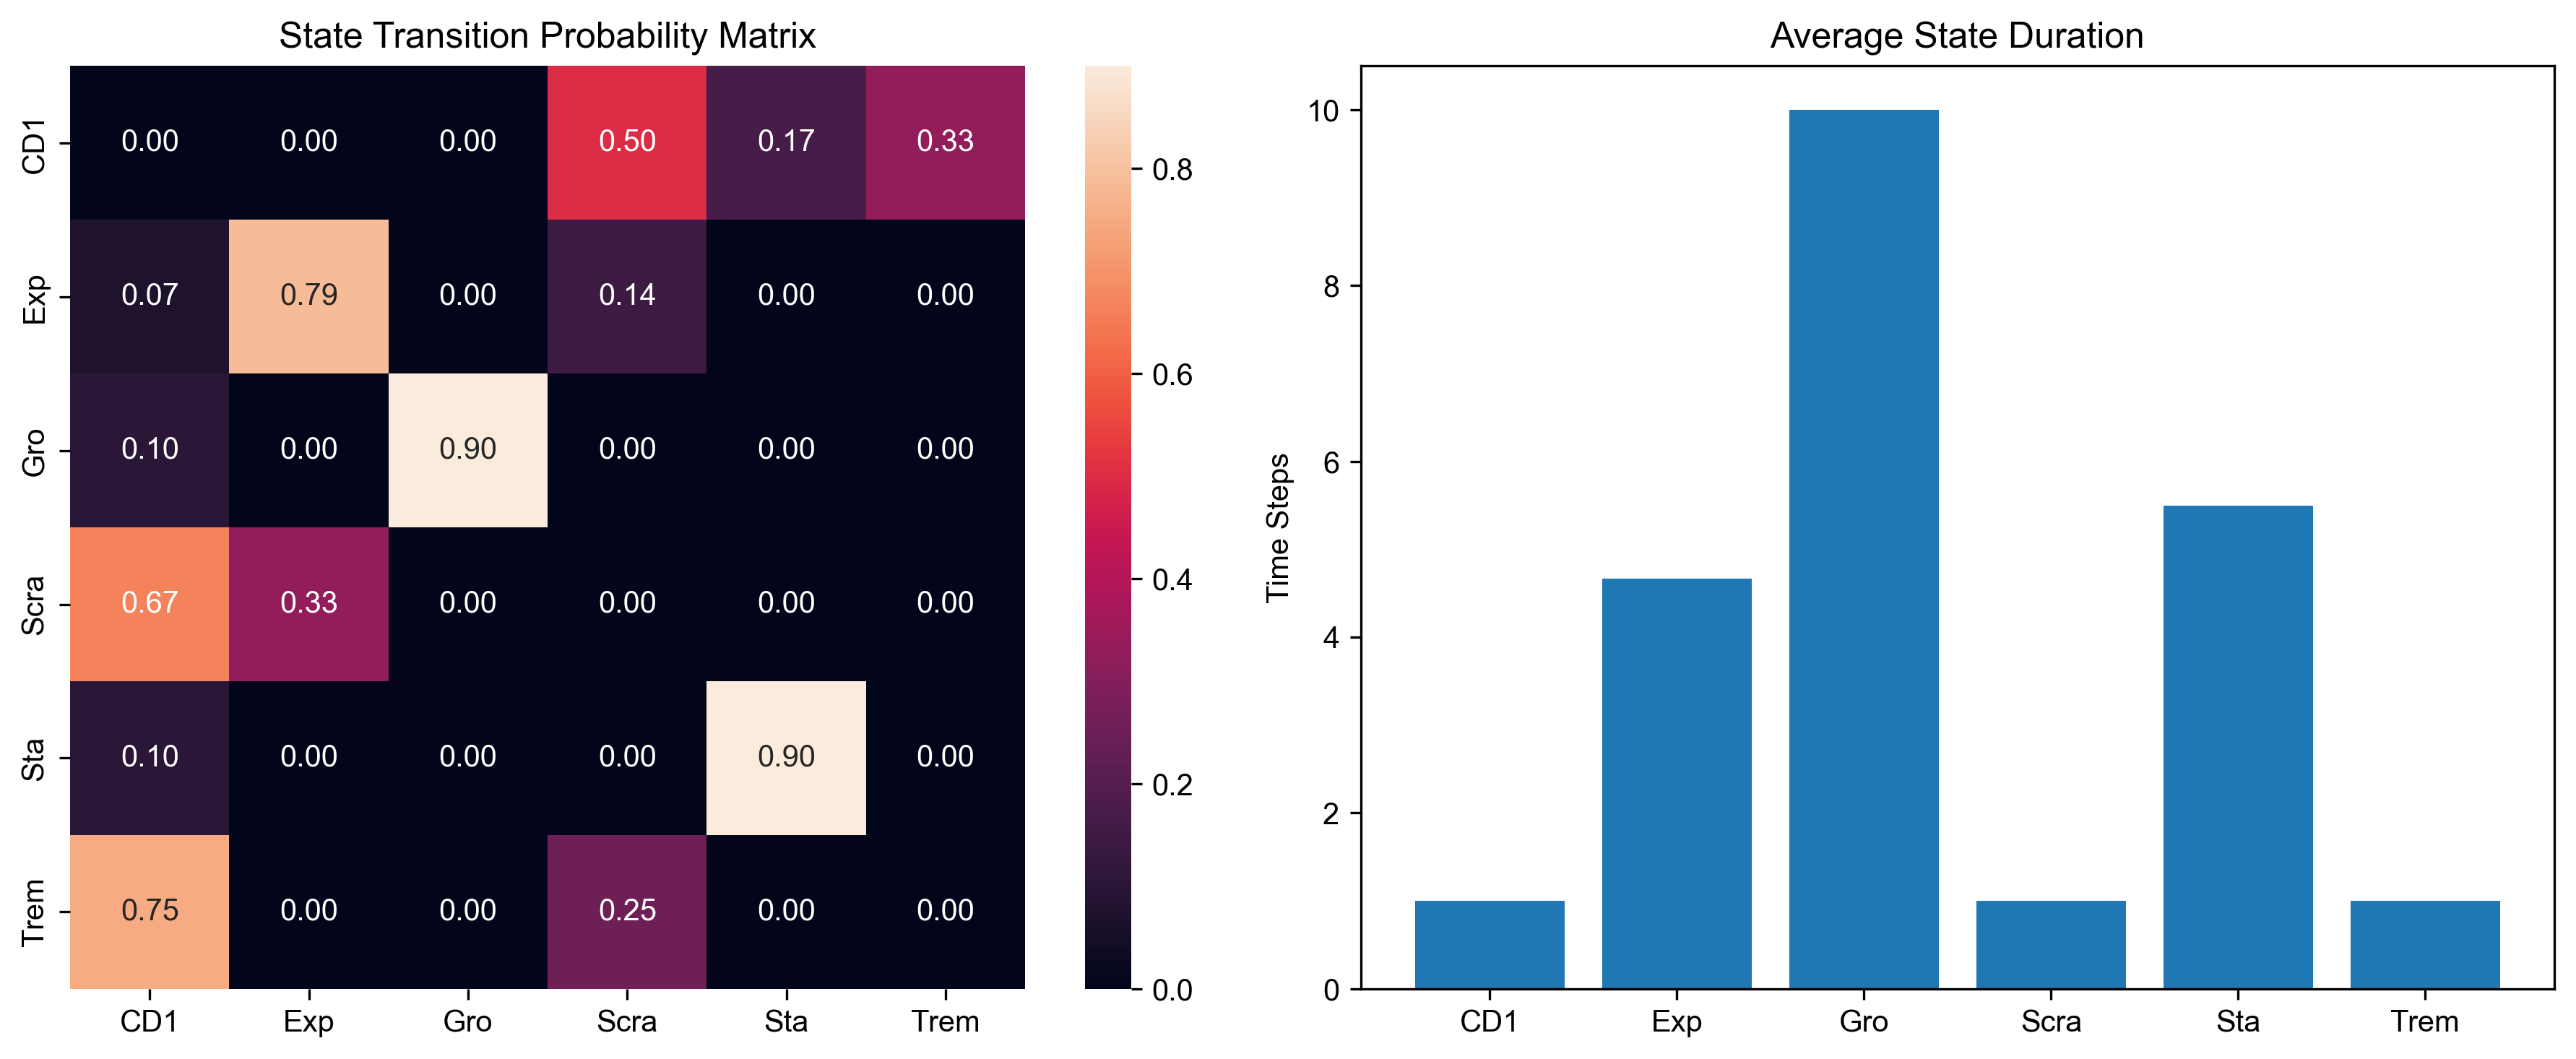 State Transition Probability Matrix
CD1 0.00 0.00 0.00 0.50 0.17 0.33
Exp 0.07 0.79 0.00 0.14 0.00 0.00
Gro 0.10 0.00 0.90 0.00 0.00 0.00
Scra 0.67 0.33 0.00 0.00 0.00 0.00
Sta 0.10 0.00 0.00 0.00 0.90 0.00
Trem 0.75 0.00 0.00 0.25 0.00 0.00
CD1 Exp Gro Scra Sta Trem
0.8
0.6
0.4
0.2
0.0
Average State Duration
Time Steps
10
8
6
4
2
0
CD1 Exp Gro Scra Sta Trem